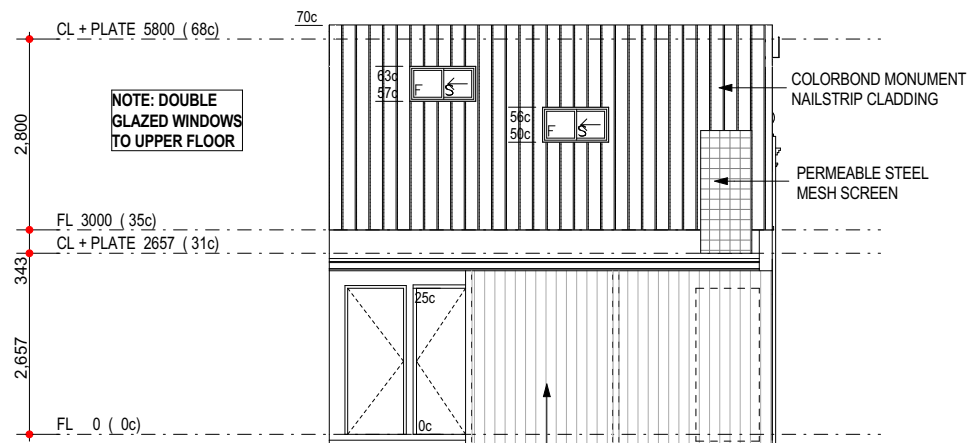 70c
CL + PLATE 5800 ( 68c)
63c
57c
F S
COLORBOND MONUMENT
NAILSTRIP CLADDING
NOTE: DOUBLE
GLAZED WINDOWS
TO UPPER FLOOR
56c
50c
F S
2,800
PERMEABLE STEEL
MESH SCREEN
FL 3000 ( 35c)
CL + PLATE 2657 ( 31c)
343
25c
2,657
FL 0 ( 0c)
0c